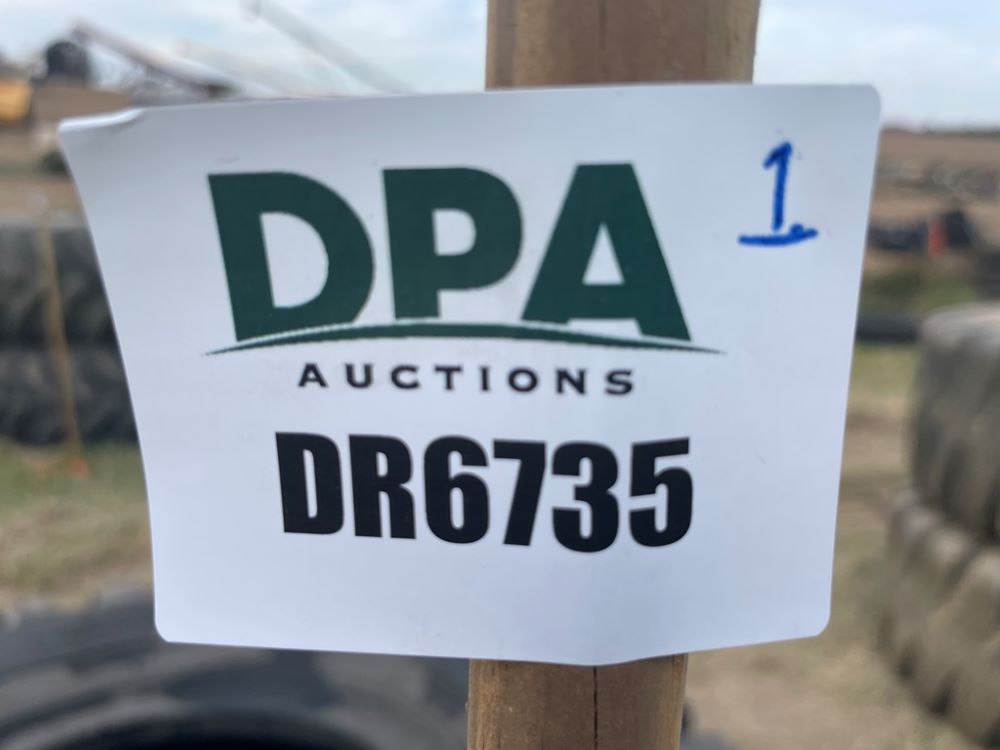 1
DPA
AUCTIONS
DR6735